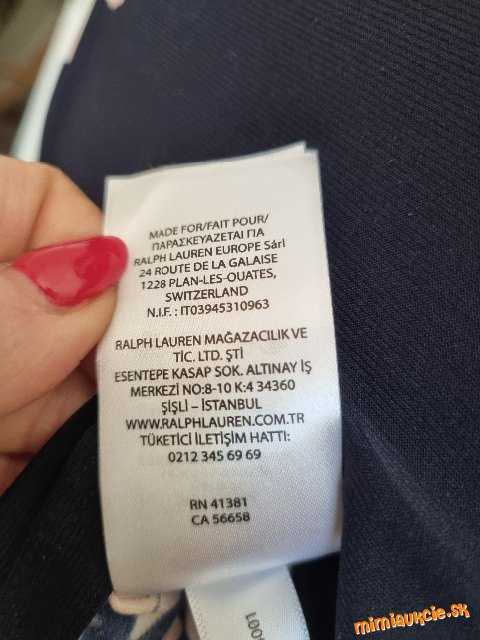 MADE FOR/FAIT POUR/
ΠΑΡΑΣΚΕΥΑΖΕΤΑΙ ΓΙΑ
RALPH LAUREN EUROPE Sárl
24 ROUTE DE LA GALAISE
1228 PLAN-LES-OUATES,
SWITZERLAND
N.I.F. : IT03945310963
RALPH LAUREN MAĞAZACILIK VE
TİC. LTD. ŞTİ
ESENTEPE KASAP SOK. ALTINAY İŞ
MERKEZİ NO:8-10 K:4 34360
ŞİŞLİ – İSTANBUL
WWW.RALPHLAUREN.COM.TR
TÜKETİCİ İLETİŞİM HATTI:
0212 345 69 69
RN 41381
CA 56658
mimiaukcie.sk